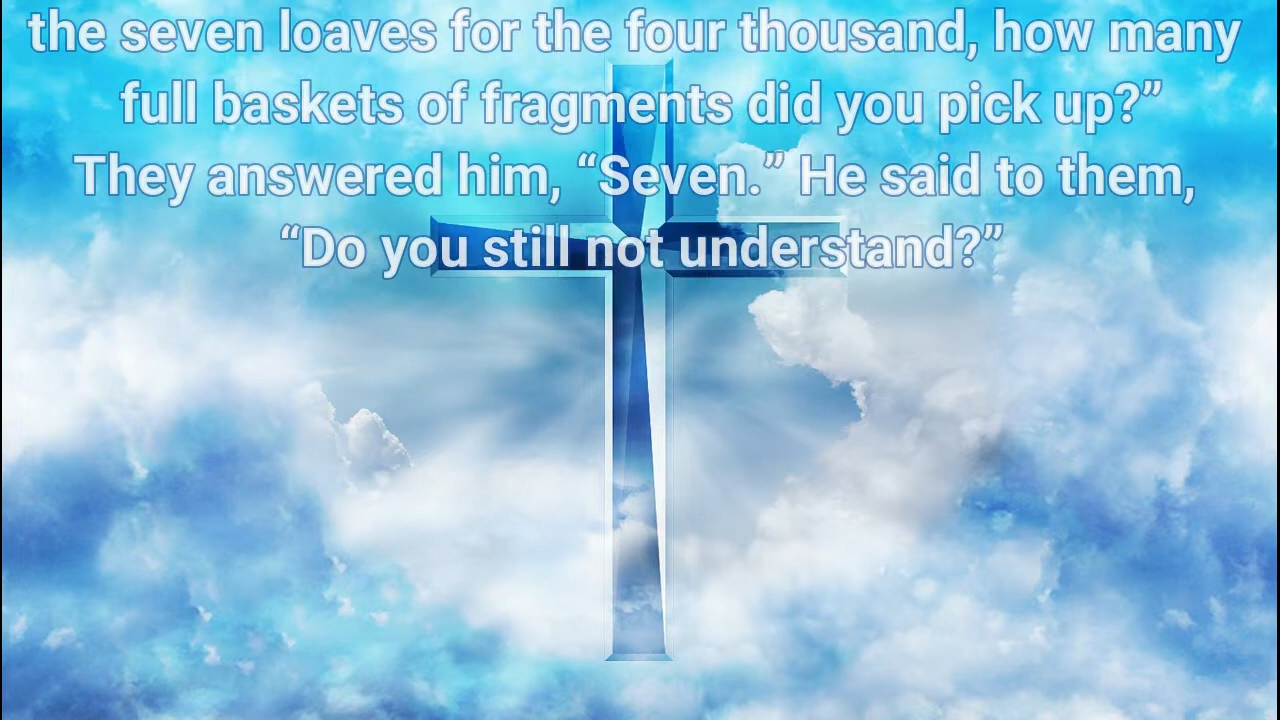 the seven loaves for the four thousand, how many
full baskets of fragments did you pick up?”
They answered him, “Seven.” He said to them,
“Do you still not understand?”